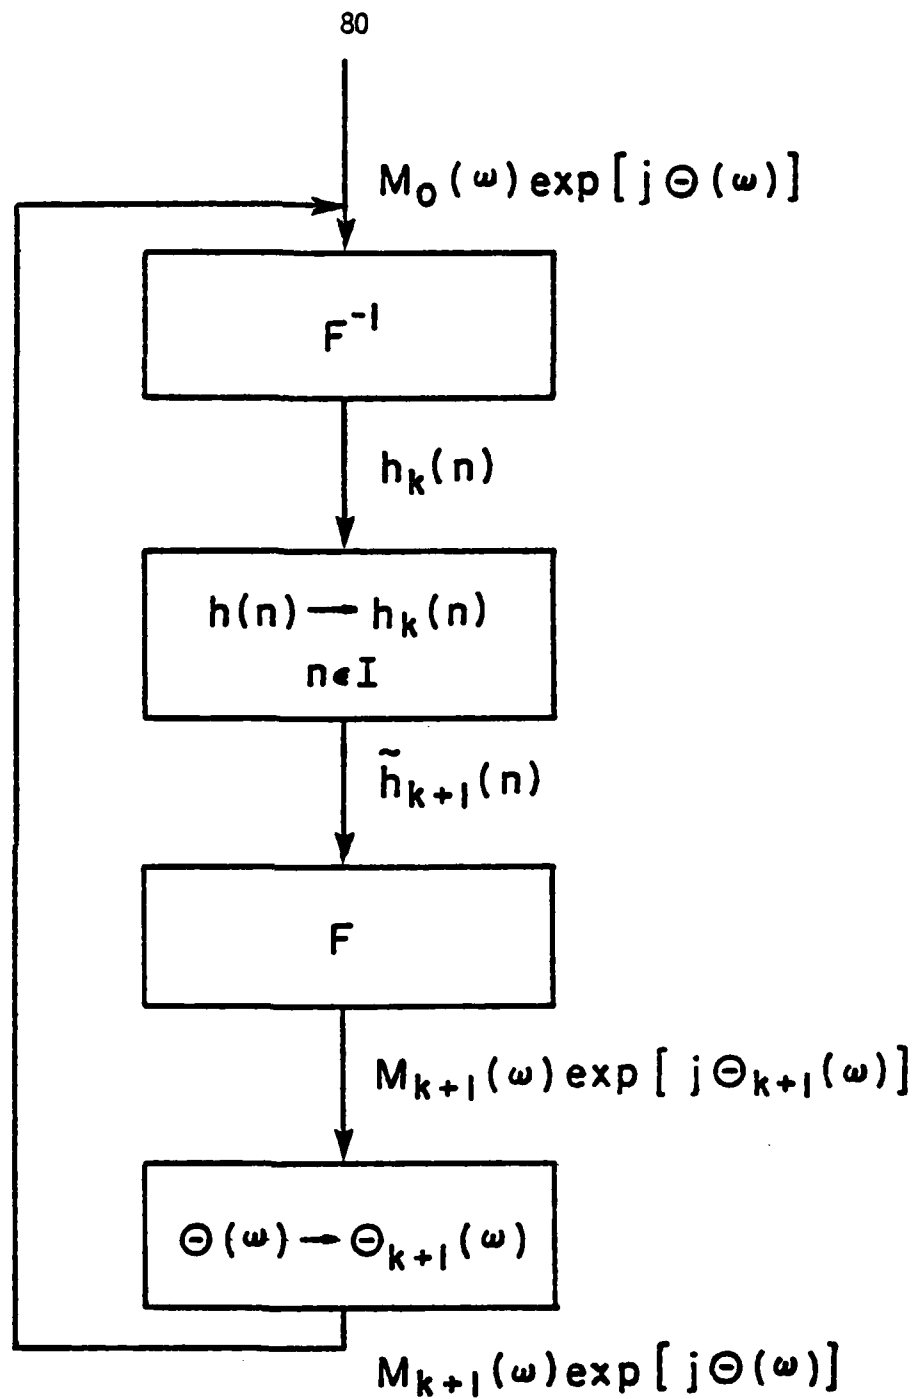 80
M₀(ω) exp[jΘ(ω)]
F⁻¹
hₖ(n)
h(n) → hₖ(n)
n ϵ I
h̃ₖ₊₁(n)
F
Mₖ₊₁(ω) exp[jΘₖ₊₁(ω)]
Θ(ω) → Θₖ₊₁(ω)
Mₖ₊₁(ω) exp[jΘ(ω)]